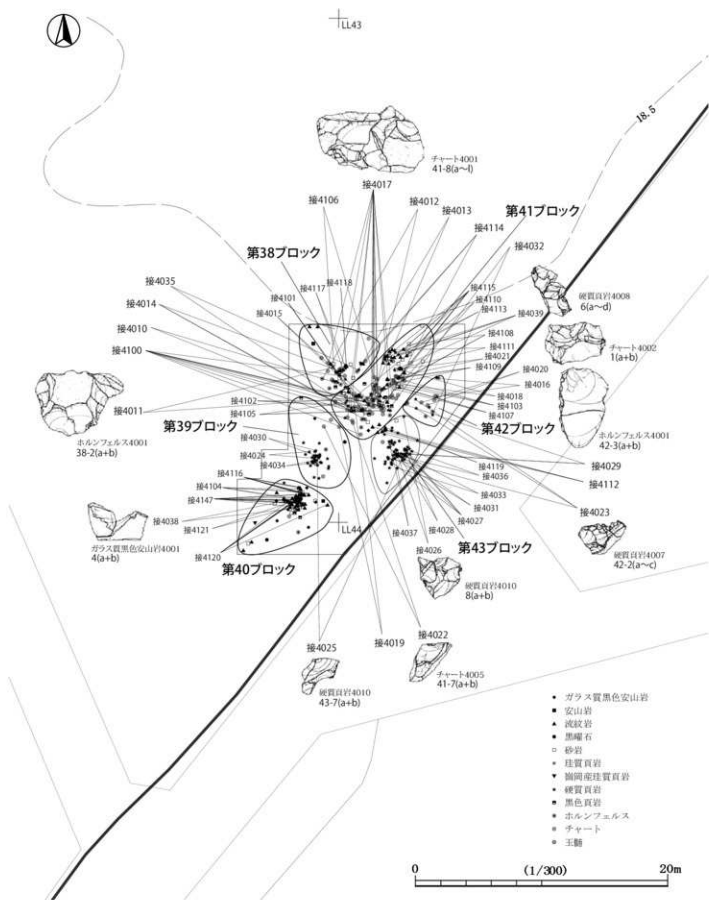 LL43
18.5
チャート4001
41-8(a~l)
接4017
接4106
接4012
接4013
第41ブロック
接4114
第38ブロック
接4032
接4035
接4117
接4118
接4115
接4110
接4101
接4113
硬質頁岩4008
6(a~d)
接4014
接4015
接4039
接4010
接4108
チャート4002
1(a+b)
接4111
接4100
接4021
接4109
接4020
接4016
接4102
接4018
接4011
接4105
接4103
接4107
ホルンフェルス4001
38-2(a+b)
第39ブロック
第42ブロック
ホルンフェルス4001
42-3(a+b)
接4030
接4024
接4034
接4119
接4029
接4036
接4116
接4112
接4104
接4033
接4147
接4031
接4023
接4038
接4027
接4121
LL44
接4028
接4037
ガラス質黒色安山岩4001
4(a+b)
接4120
接4026
第43ブロック
硬質頁岩4007
42-2(a~c)
第40ブロック
硬質頁岩4010
8(a+b)
接4025
接4019
接4022
チャート4005
41-7(a+b)
硬質頁岩4010
43-7(a+b)
ガラス質黒色安山岩
安山岩
流紋岩
黒曜石
砂岩
珪質頁岩
嶺岡産珪質頁岩
硬質頁岩
黒色頁岩
ホルンフェルス
チャート
玉髄
0 (1/300) 20m